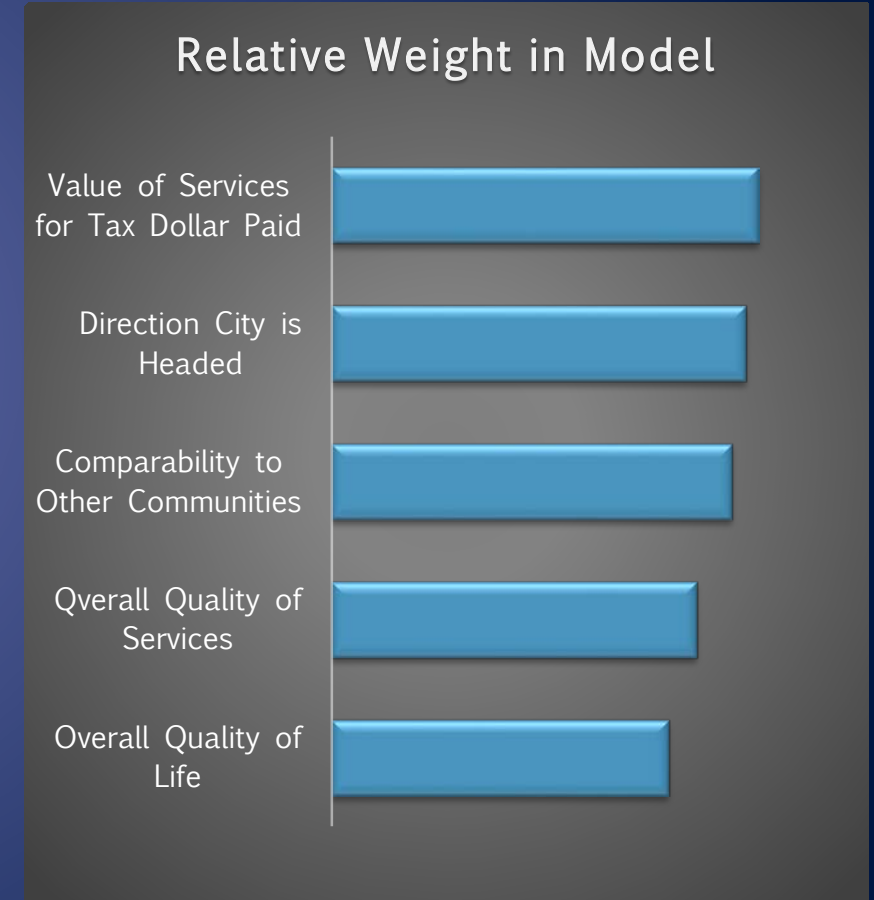 Relative Weight in Model
Value of Services
for Tax Dollar Paid
Direction City is
Headed
Comparability to
Other Communities
Qverall Quality of
Services
Overall Quality of
Life